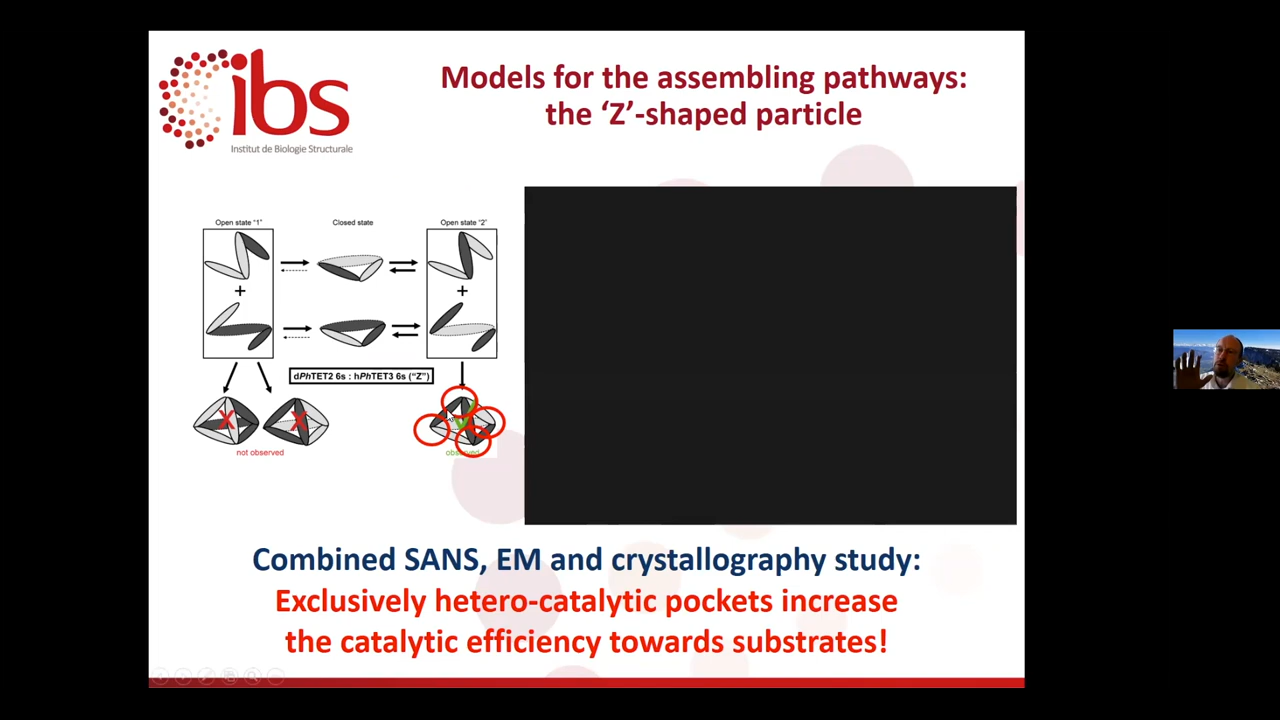 ibs
Institut de Biologie Structurale
Models for the assembling pathways:
the ‘Z’-shaped particle
Open state "1"
Closed state
Open state "2"
+
+
dPhTET2 6s : hPhTET3 6s ("Z")
X
X
not observed
observed
Combined SANS, EM and crystallography study:
Exclusively hetero-catalytic pockets increase
the catalytic efficiency towards substrates!